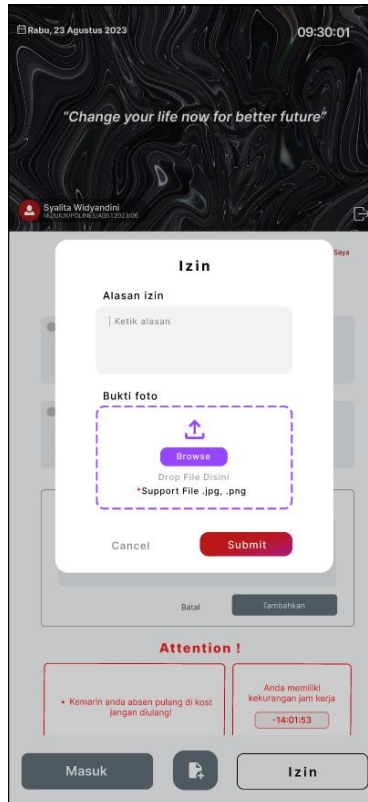 Rabu, 23 Agustus 2023
09:30:01
"Change your life now for better future"
Syalita Widyandini
Saya
Izin
Alasan izin
Ketik alasan
Bukti foto
Browse
Drop File Disini
*Support File .jpg, .png
Cancel
Submit
Batal
Tambahkan
Attention !
• Kemarin anda absen pulang di kost
jangan diulang!
Anda memiliki
kekurangan jam kerja
-14:01:53
Masuk
Izin